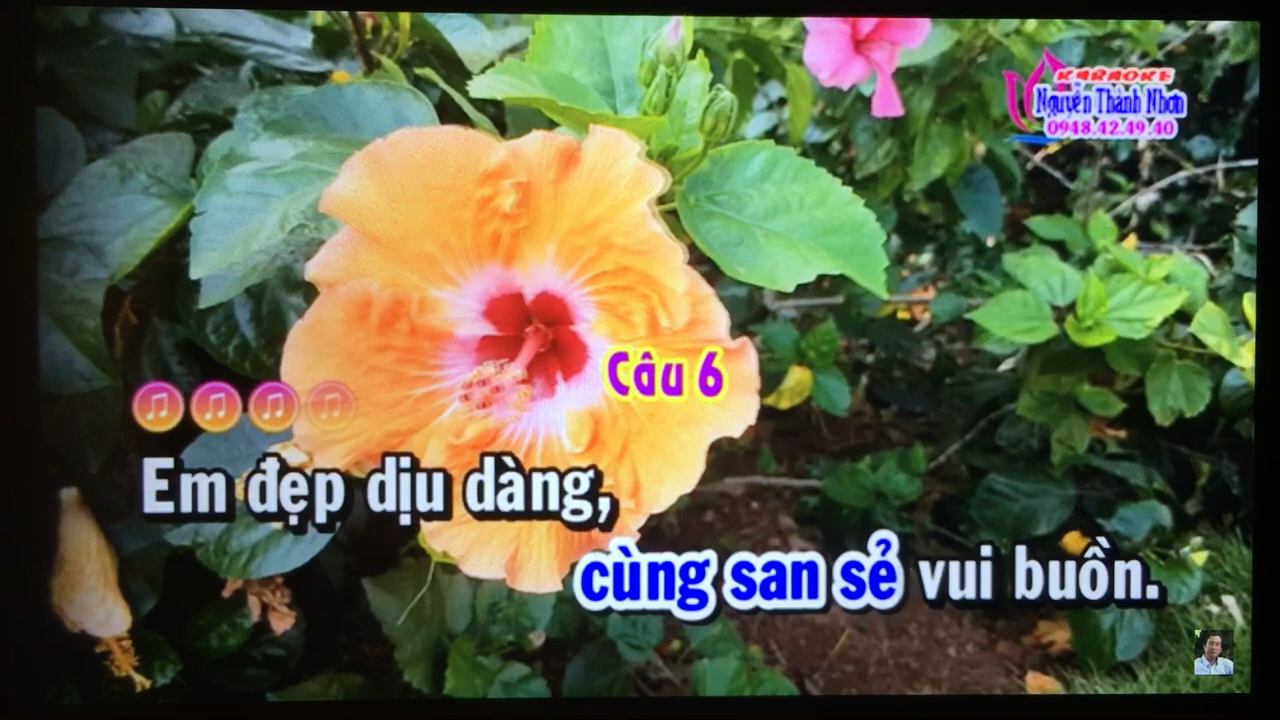 KARAOKE
Nguyễn Thành Nhơn
0948.42.49.40
Câu 6
Em đẹp dịu dàng,
cùng san sẻ vui buồn.